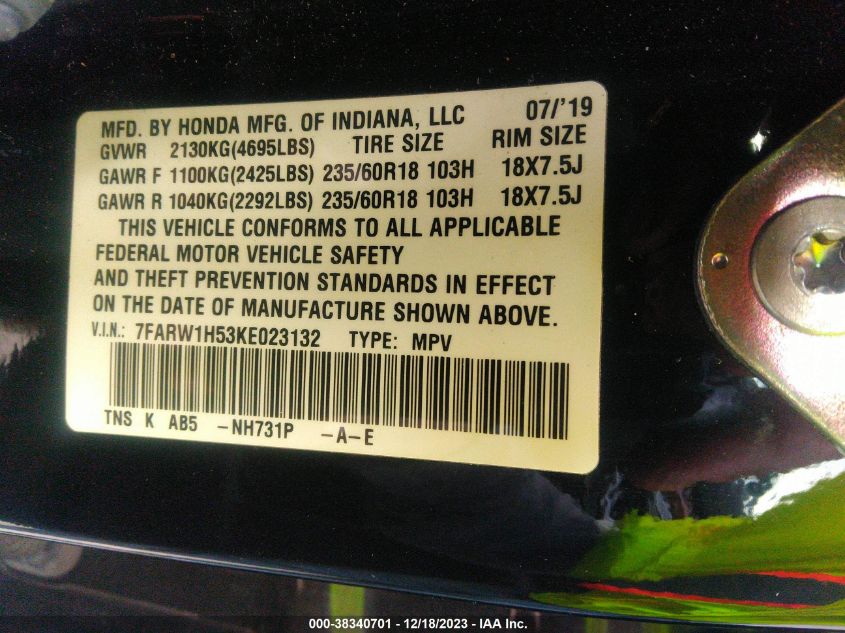 MFD. BY HONDA MFG. OF INDIANA, LLC 07/'19
GVWR 2130KG(4695LBS) TIRE SIZE RIM SIZE
GAWR F 1100KG(2425LBS) 235/60R18 103H 18X7.5J
GAWR R 1040KG(2292LBS) 235/60R18 103H 18X7.5J
THIS VEHICLE CONFORMS TO ALL APPLICABLE
FEDERAL MOTOR VEHICLE SAFETY
AND THEFT PREVENTION STANDARDS IN EFFECT
ON THE DATE OF MANUFACTURE SHOWN ABOVE.
V.I.N.: 7FARW1H53KE023132 TYPE: MPV
TNS K AB5 -NH731P -A-E
000-38340701 - 12/18/2023 - IAA Inc.